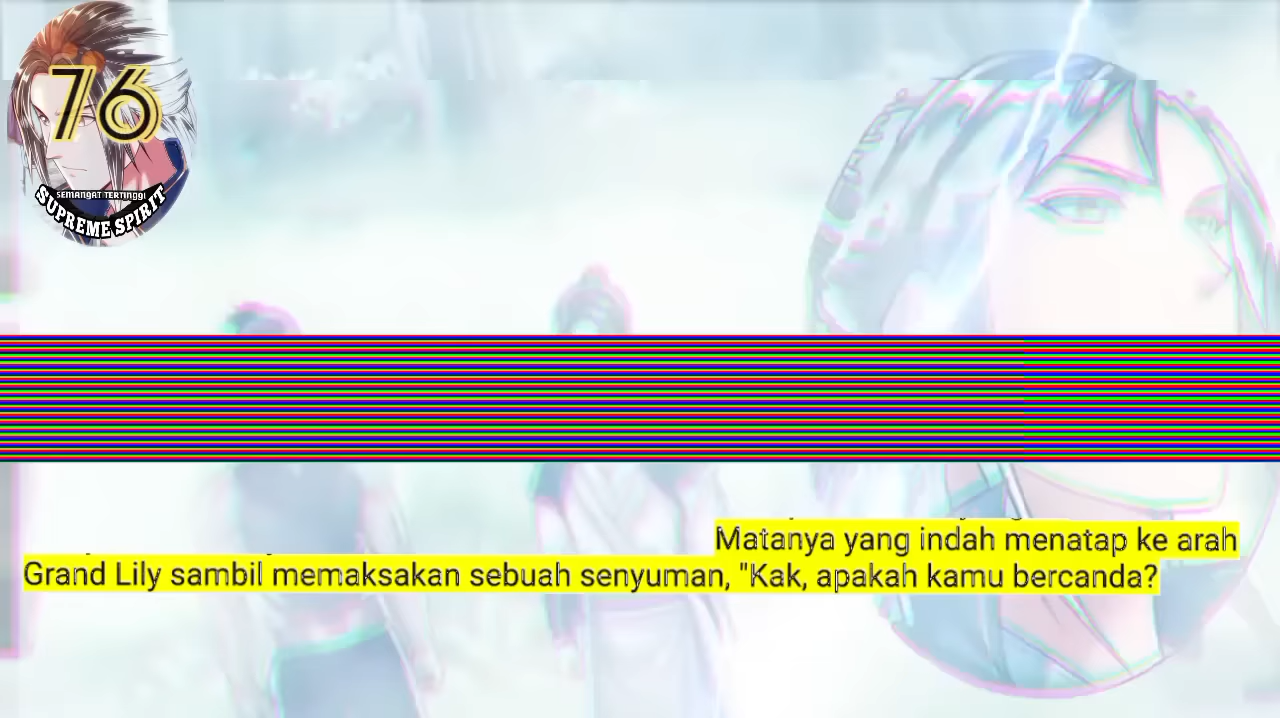 76
SEMANGAT TERTINGGI
SUPREME SPIRIT
Matanya yang indah menatap ke arah
Grand Lily sambil memaksakan sebuah senyuman, "Kak, apakah kamu bercanda?